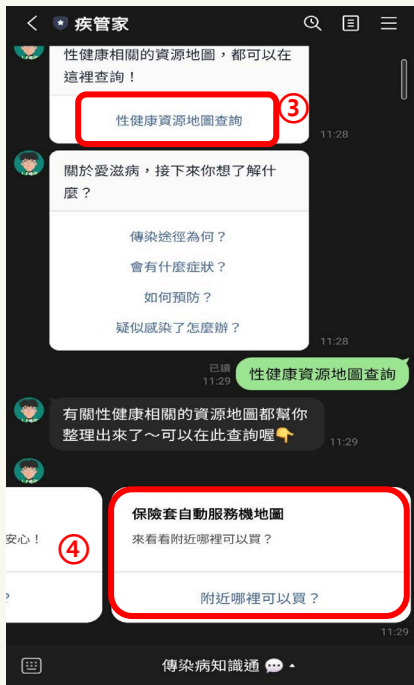 疾管家
性健康相關的資源地圖，都可以在
這裡查詢！
性健康資源地圖查詢
③
11:28
關於愛滋病，接下來你想了解什
麼？
傳染途徑為何？
會有什麼症狀？
如何預防？
疑似感染了怎麼辦？
11:28
已讀
11:29
性健康資源地圖查詢
有關性健康相關的資源地圖都幫你
整理出來了～可以在此查詢喔👇
11:29
安心！
④
?
保險套自動服務機地圖
來看看附近哪裡可以買？
附近哪裡可以買？
11:29
傳染病知識通 💬